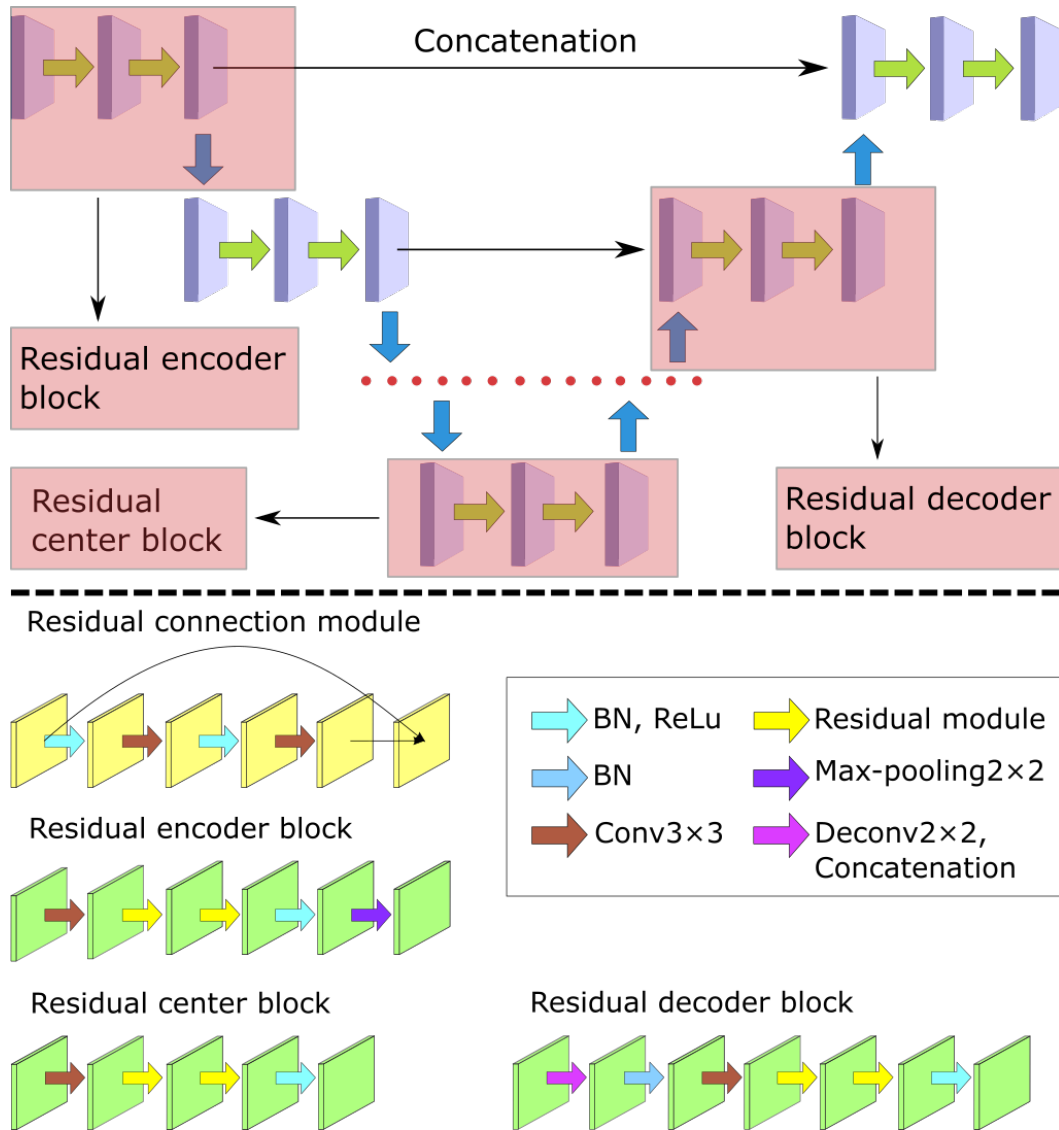 Concatenation
Residual encoder
block
Residual
center block
Residual decoder
block
Residual connection module
BN, ReLu
Residual module
BN
Max-pooling2×2
Conv3×3
Deconv2×2,
Concatenation
Residual encoder block
Residual center block
Residual decoder block